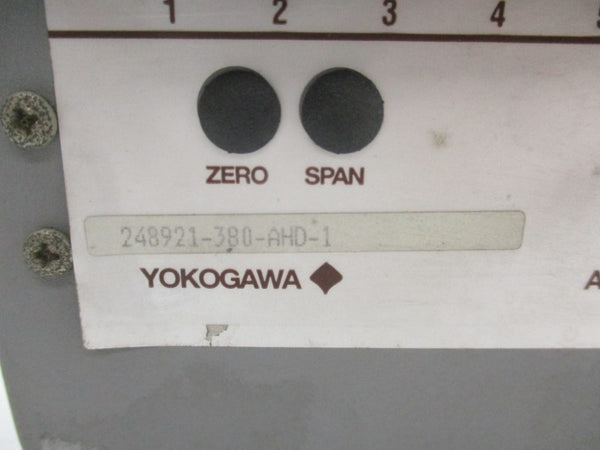 1 2 3 4
ZERO SPAN
248921-380-AHD-1
YOKOGAWA